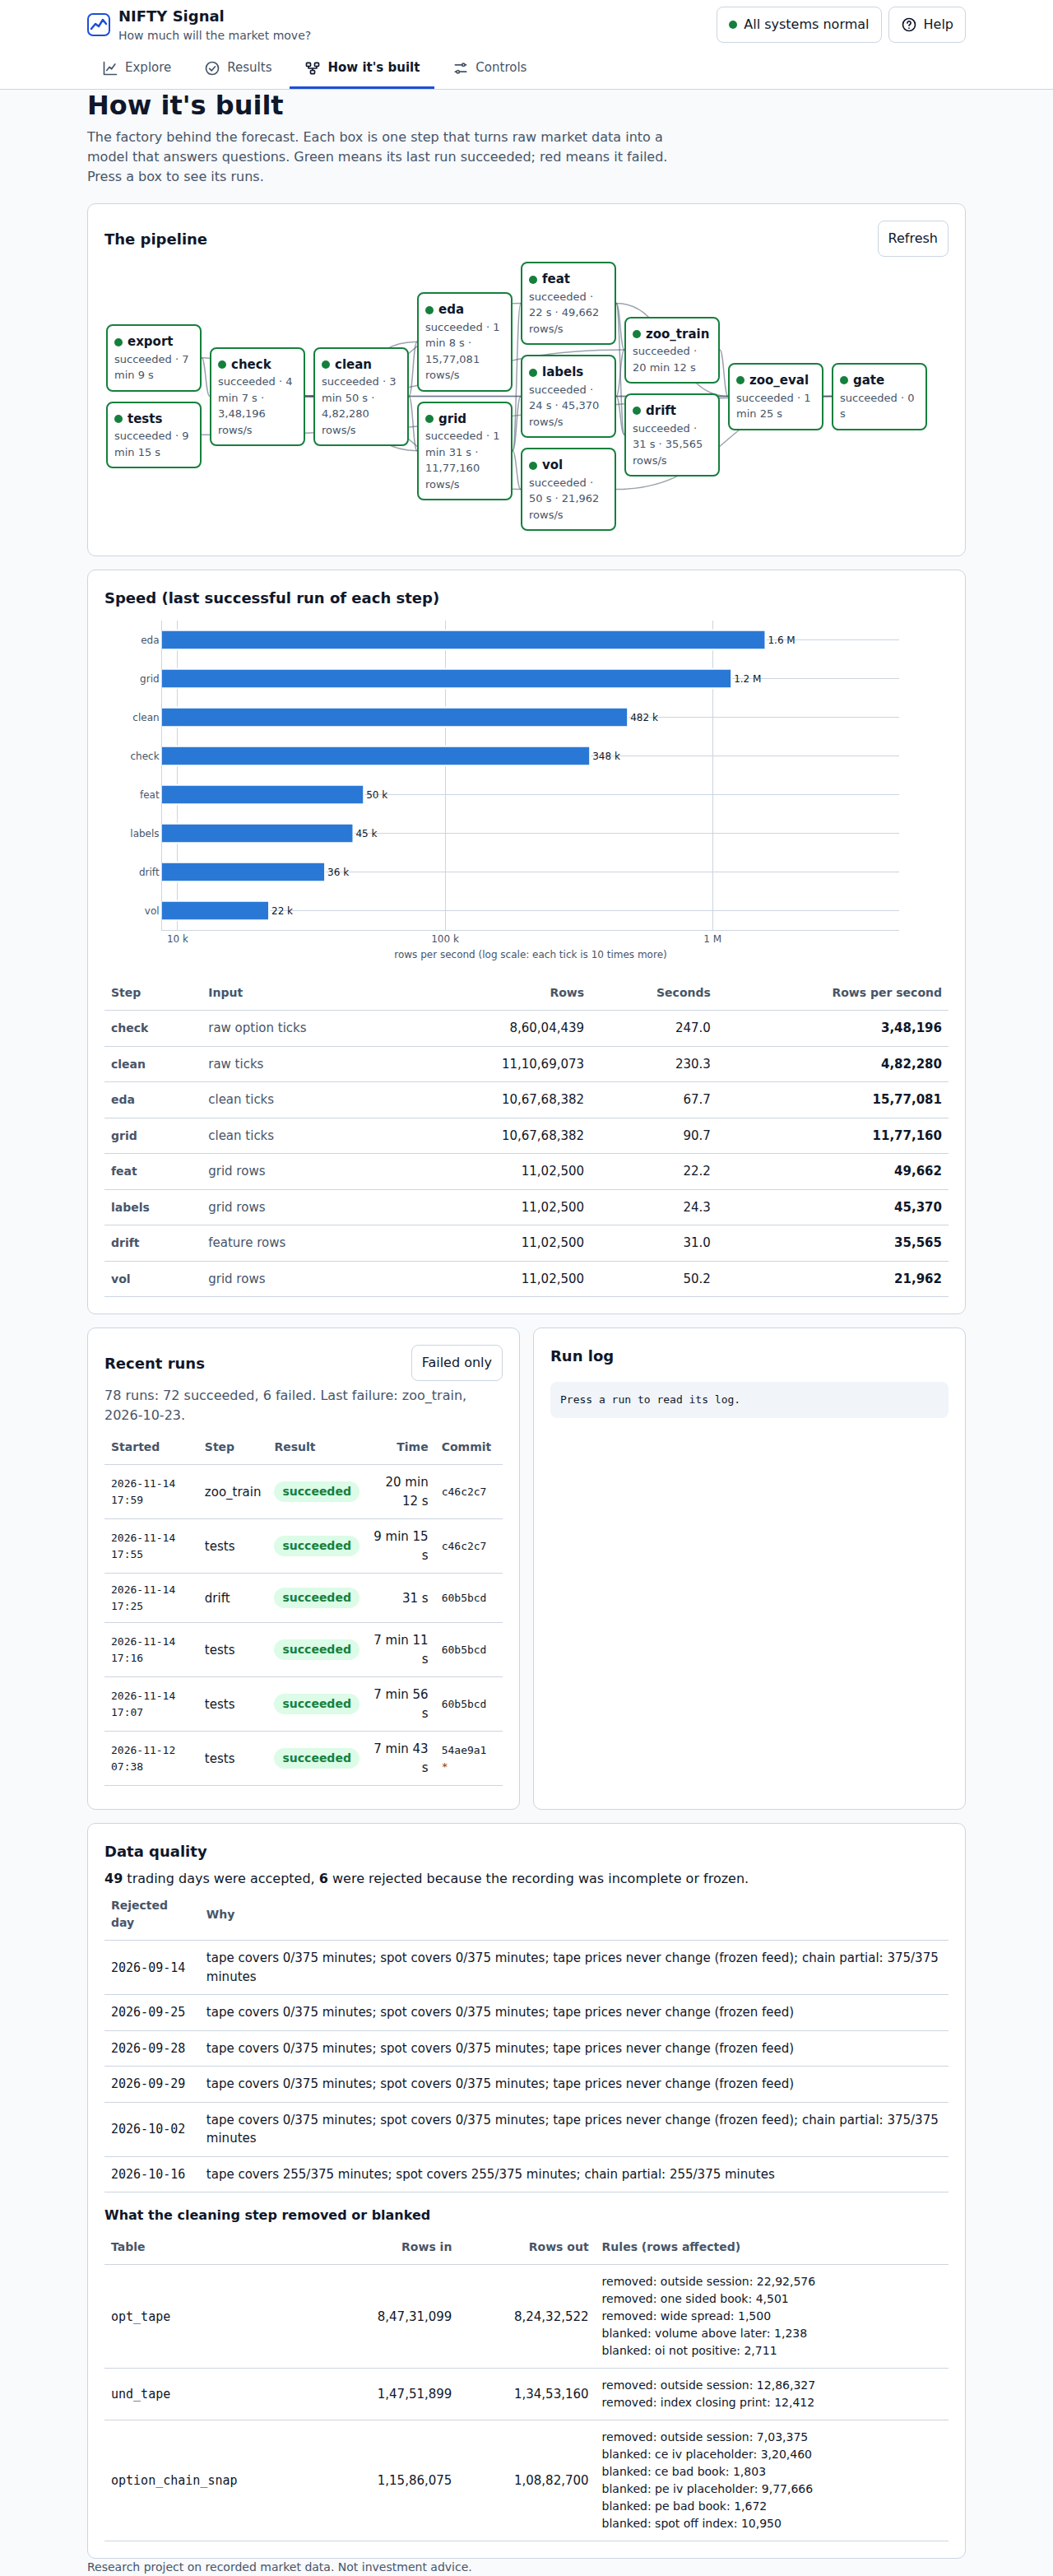 NIFTY Signal
How much will the market move?
All systems normal
Help
Explore
Results
How it's built
Controls
How it's built
The factory behind the forecast. Each box is one step that turns raw market data into a
model that answers questions. Green means its last run succeeded; red means it failed.
Press a box to see its runs.
The pipeline
Refresh
export
succeeded · 7
min 9 s
tests
succeeded · 9
min 15 s
check
succeeded · 4
min 7 s ·
3,48,196
rows/s
clean
succeeded · 3
min 50 s ·
4,82,280
rows/s
eda
succeeded · 1
min 8 s ·
15,77,081
rows/s
grid
succeeded · 1
min 31 s ·
11,77,160
rows/s
feat
succeeded ·
22 s · 49,662
rows/s
labels
succeeded ·
24 s · 45,370
rows/s
vol
succeeded ·
50 s · 21,962
rows/s
zoo_train
succeeded ·
20 min 12 s
drift
succeeded ·
31 s · 35,565
rows/s
zoo_eval
succeeded · 1
min 25 s
gate
succeeded · 0
s
Speed (last successful run of each step)
eda 1.6 M
grid 1.2 M
clean 482 k
check 348 k
feat 50 k
labels 45 k
drift 36 k
vol 22 k
10 k 100 k 1 M
rows per second (log scale: each tick is 10 times more)
Step Input Rows Seconds Rows per second
check raw option ticks 8,60,04,439 247.0 3,48,196
clean raw ticks 11,10,69,073 230.3 4,82,280
eda clean ticks 10,67,68,382 67.7 15,77,081
grid clean ticks 10,67,68,382 90.7 11,77,160
feat grid rows 11,02,500 22.2 49,662
labels grid rows 11,02,500 24.3 45,370
drift feature rows 11,02,500 31.0 35,565
vol grid rows 11,02,500 50.2 21,962
Recent runs
Failed only
78 runs: 72 succeeded, 6 failed. Last failure: zoo_train,
2026-10-23.
Started Step Result Time Commit
2026-11-14
17:59
zoo_train succeeded 20 min
12 s
c46c2c7
2026-11-14
17:55
tests succeeded 9 min 15
s
c46c2c7
2026-11-14
17:25
drift succeeded 31 s 60b5bcd
2026-11-14
17:16
tests succeeded 7 min 11
s
60b5bcd
2026-11-14
17:07
tests succeeded 7 min 56
s
60b5bcd
2026-11-12
07:38
tests succeeded 7 min 43
s
54ae9a1
*
Run log
Press a run to read its log.
Data quality
49 trading days were accepted, 6 were rejected because the recording was incomplete or frozen.
Rejected
day
Why
2026-09-14
tape covers 0/375 minutes; spot covers 0/375 minutes; tape prices never change (frozen feed); chain partial: 375/375
minutes
2026-09-25 tape covers 0/375 minutes; spot covers 0/375 minutes; tape prices never change (frozen feed)
2026-09-28 tape covers 0/375 minutes; spot covers 0/375 minutes; tape prices never change (frozen feed)
2026-09-29 tape covers 0/375 minutes; spot covers 0/375 minutes; tape prices never change (frozen feed)
2026-10-02
tape covers 0/375 minutes; spot covers 0/375 minutes; tape prices never change (frozen feed); chain partial: 375/375
minutes
2026-10-16 tape covers 255/375 minutes; spot covers 255/375 minutes; chain partial: 255/375 minutes
What the cleaning step removed or blanked
Table Rows in Rows out Rules (rows affected)
opt_tape 8,47,31,099 8,24,32,522
removed: outside session: 22,92,576
removed: one sided book: 4,501
removed: wide spread: 1,500
blanked: volume above later: 1,238
blanked: oi not positive: 2,711
und_tape 1,47,51,899 1,34,53,160
removed: outside session: 12,86,327
removed: index closing print: 12,412
option_chain_snap 1,15,86,075 1,08,82,700
removed: outside session: 7,03,375
blanked: ce iv placeholder: 3,20,460
blanked: ce bad book: 1,803
blanked: pe iv placeholder: 9,77,666
blanked: pe bad book: 1,672
blanked: spot off index: 10,950
Research project on recorded market data. Not investment advice.